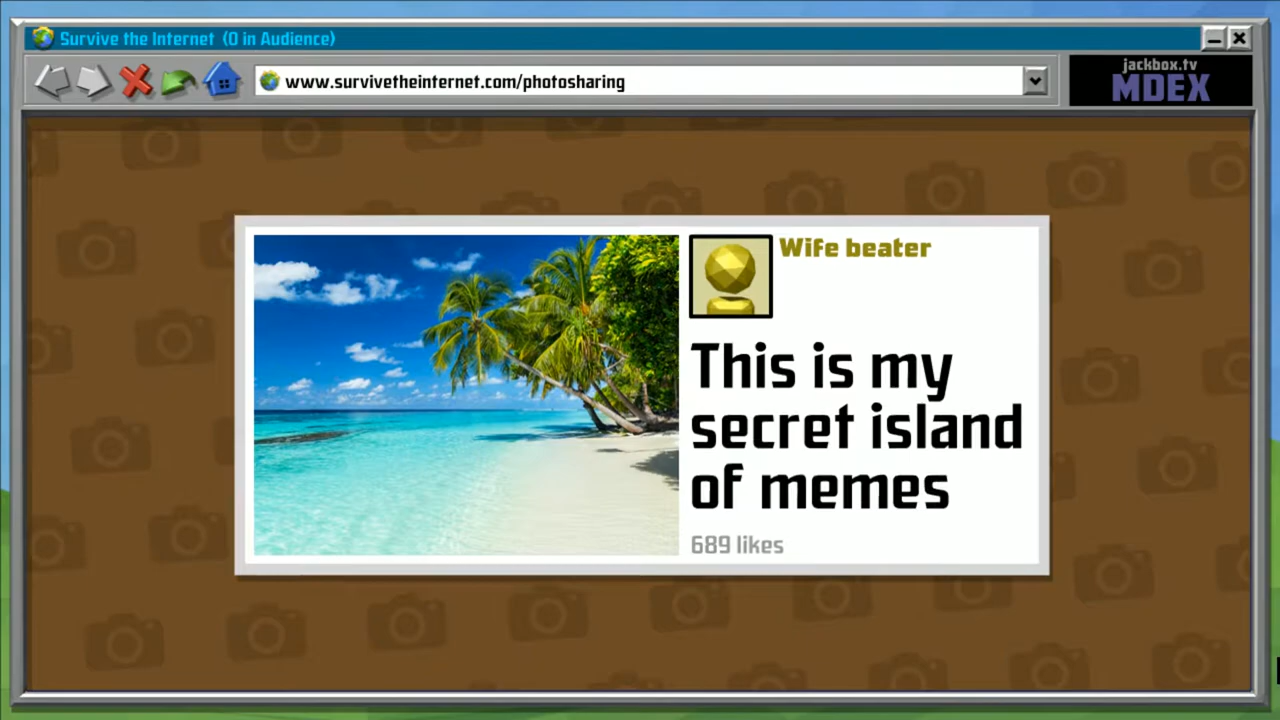 Survive the Internet (0 in Audience)
www.survivetheinternet.com/photosharing
jackbox.tv
MDEX
Wife beater
This is my
secret island
of memes
689 likes